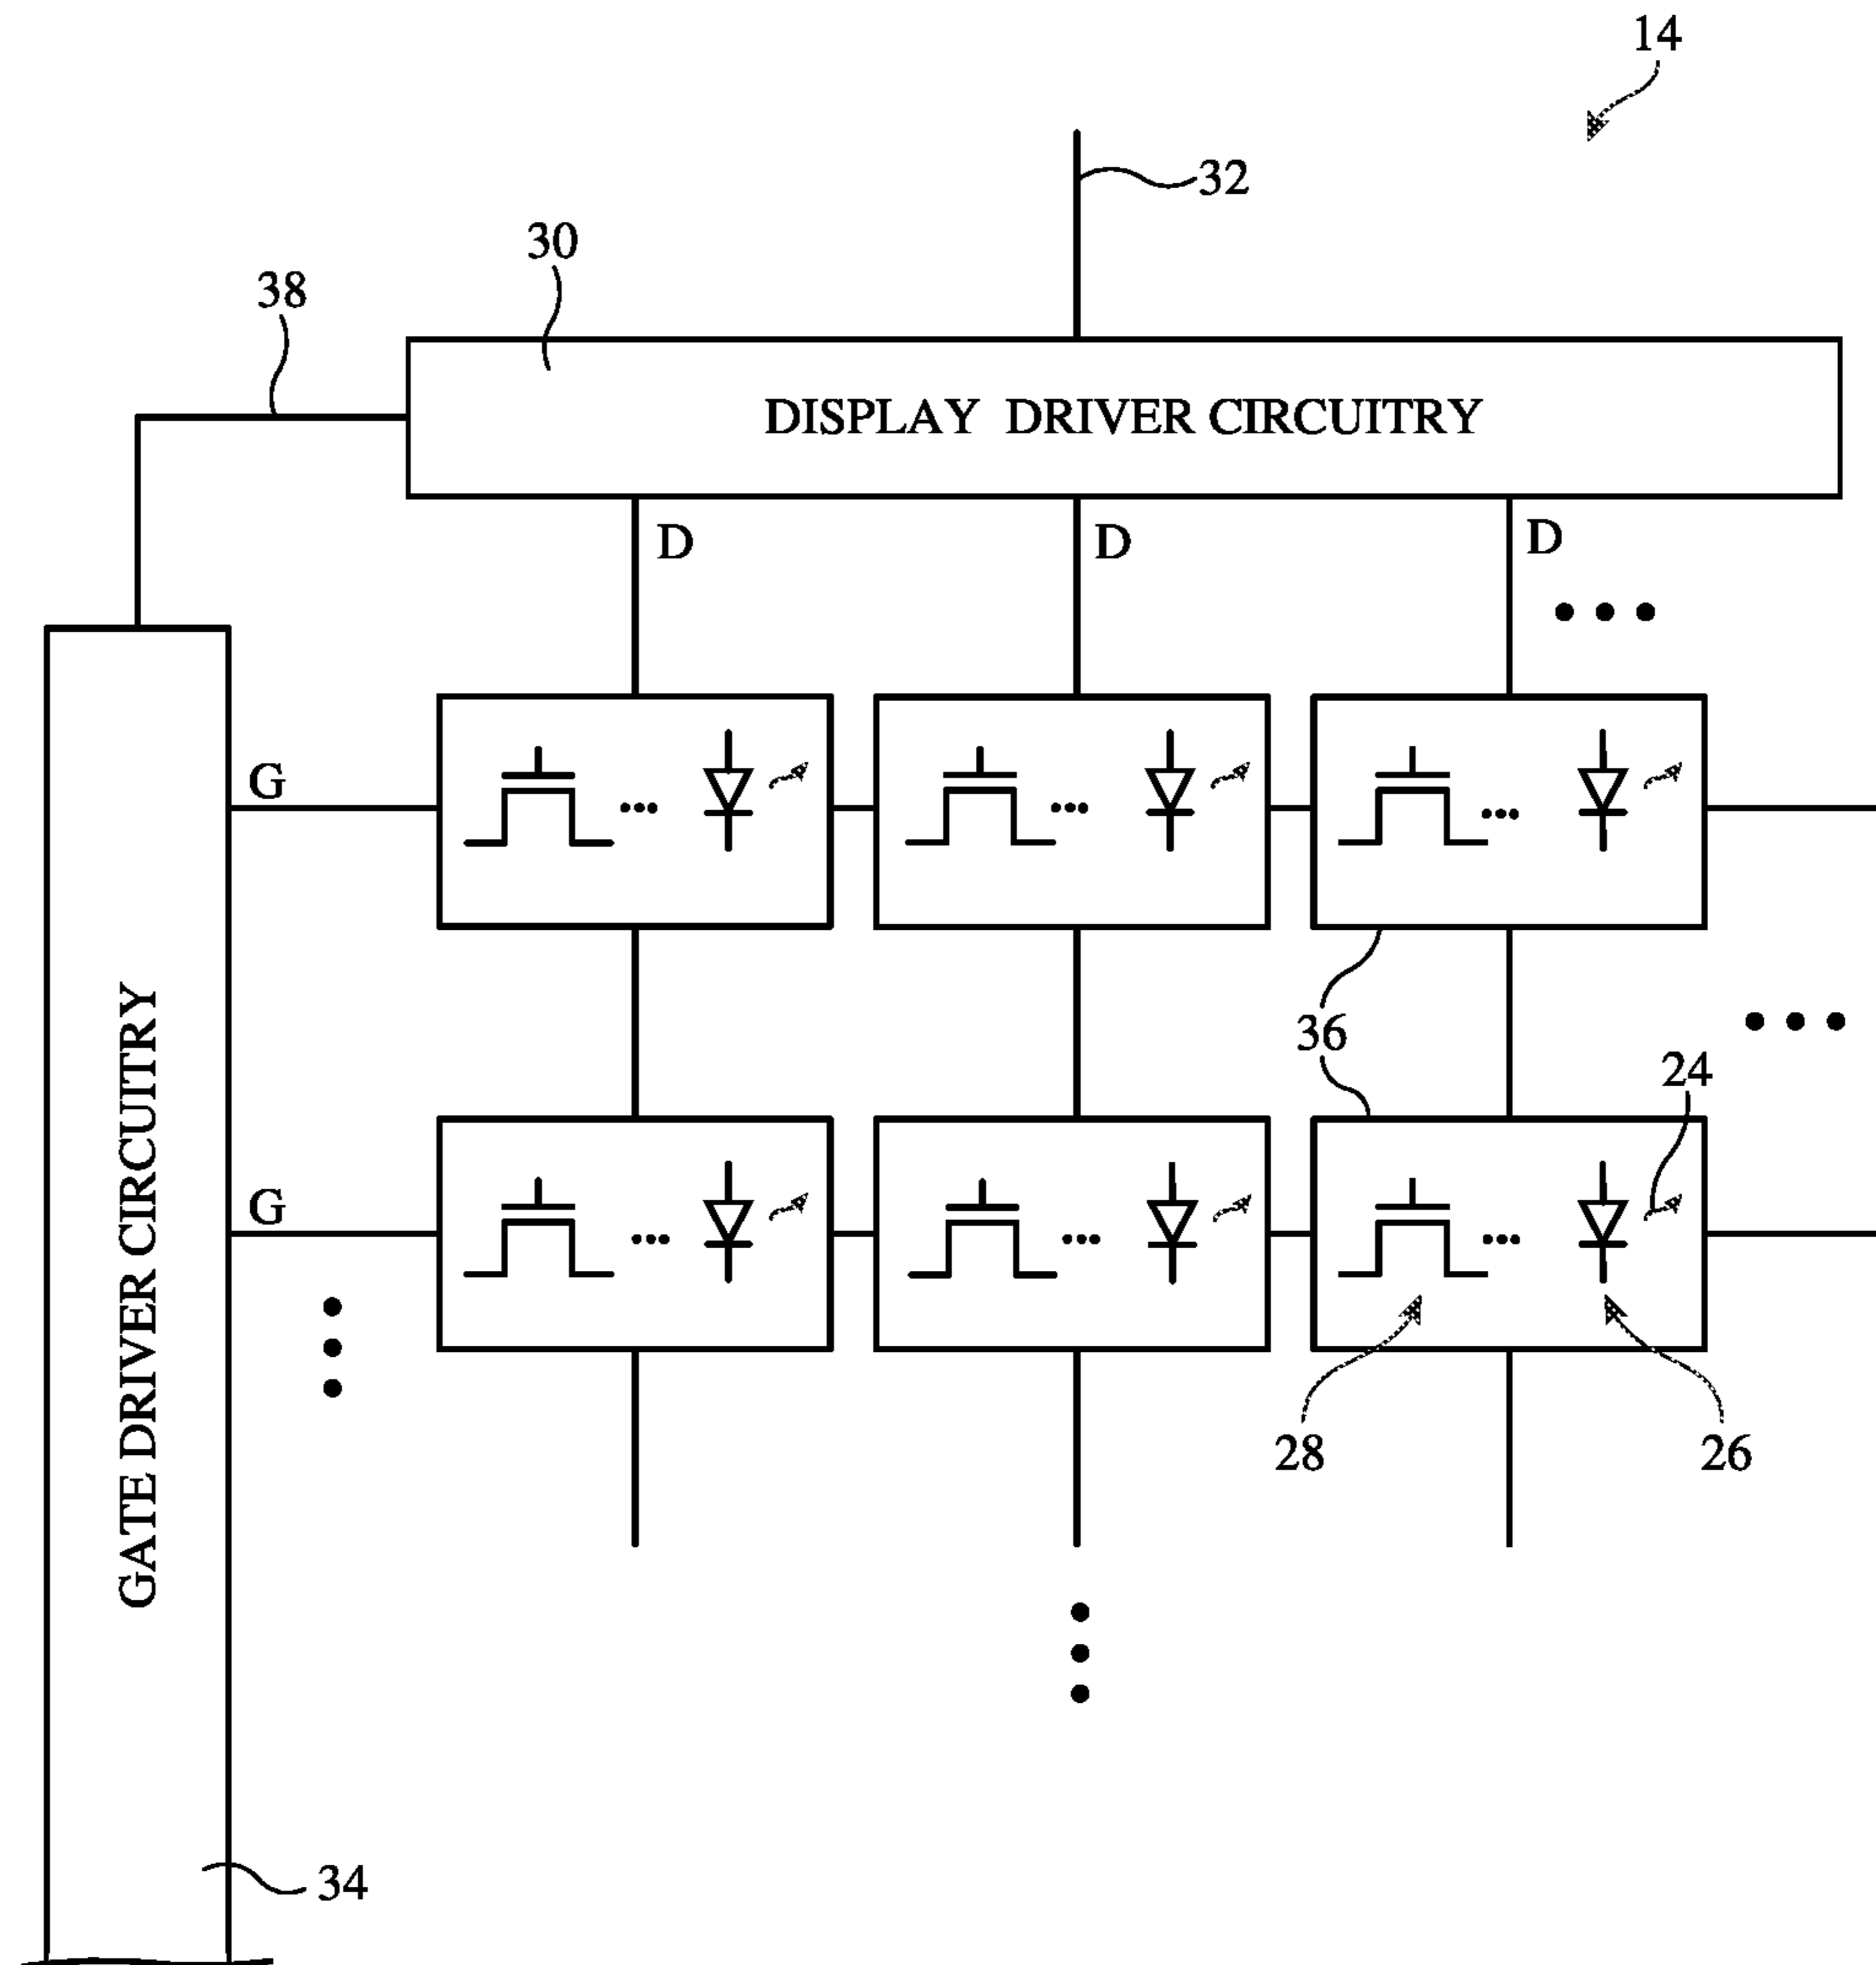 14
32
30
38
DISPLAY DRIVER CIRCUITRY
D
D
D
G
GATE DRIVER CIRCUITRY
36
24
G
28
26
34